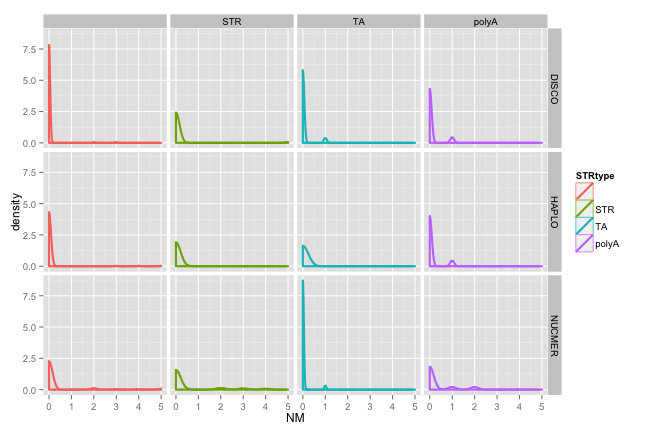 STR TA polyA
7.5
5.0
2.5
0.0
DISCO
7.5
5.0
2.5
0.0
HAPLO
7.5
5.0
2.5
0.0
NUCMER
density
0 1 2 3 4 5 0 1 2 3 4 5 0 1 2 3 4 5 0 1 2 3 4 5
NM
STRtype
STR
TA
polyA